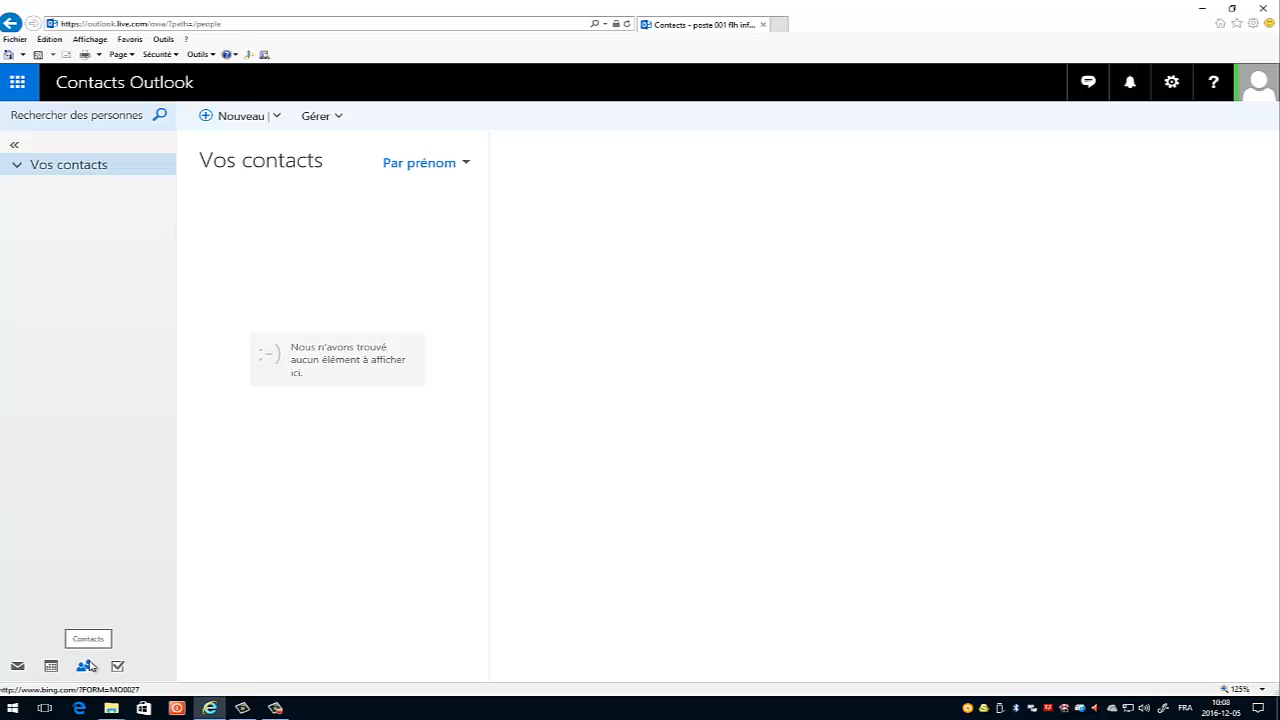 https://outlook.live.com/owa/?path=/people
Contacts - poste 001 flh inf...
Fichier Édition Affichage Favoris Outils ?
Page Sécurité Outils
Contacts Outlook
?
Rechercher des personnes
Nouveau | Gérer
«
Vos contacts
Vos contacts Par prénom
:-)
Nous n'avons trouvé
aucun élément à afficher
ici.
Contacts
http://www.bing.com/?FORM=MO0027
125%
FRA
10:08
2016-12-05